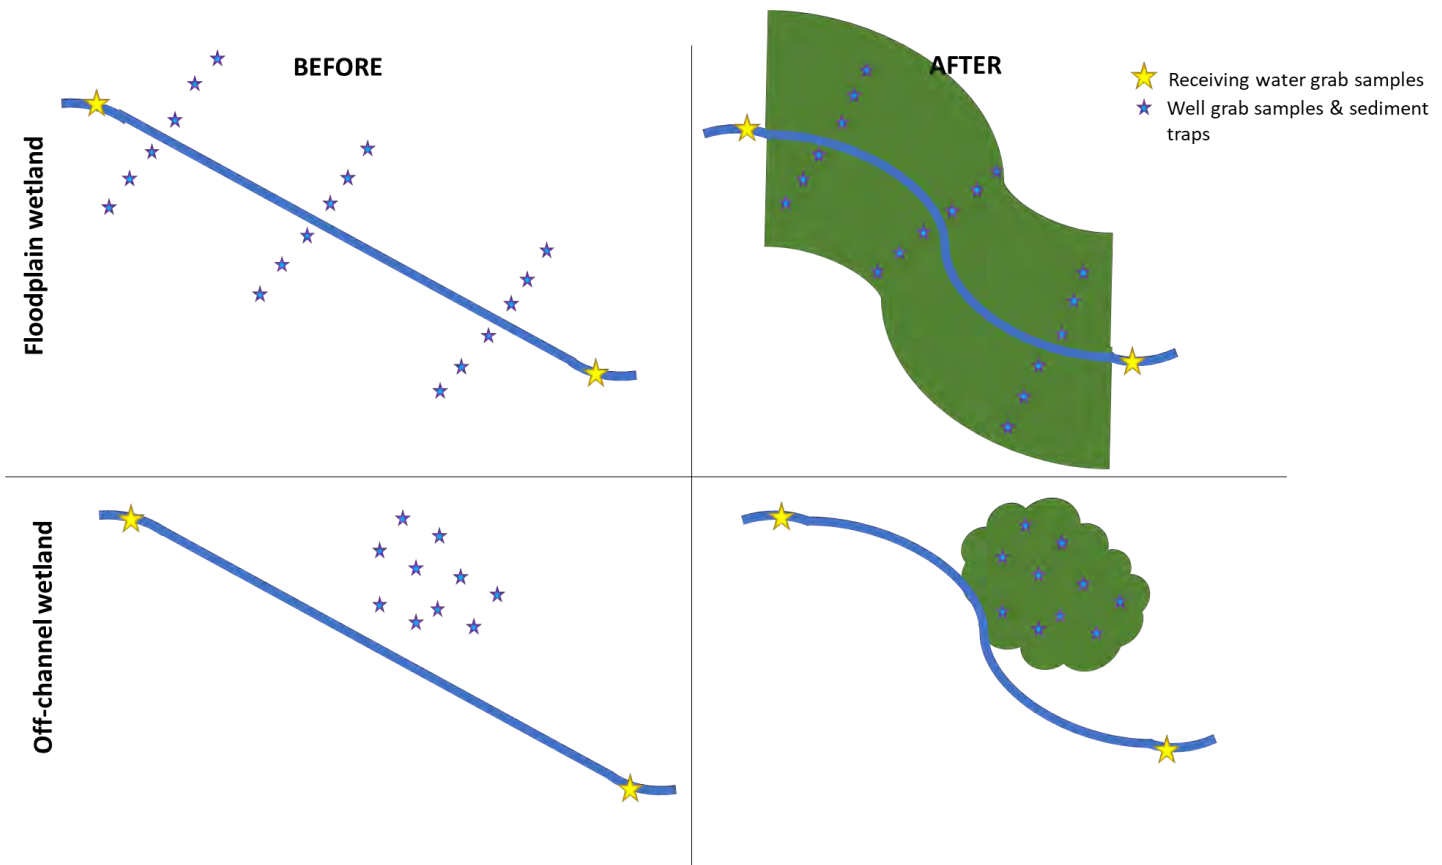 BEFORE
AFTER
Receiving water grab samples
Well grab samples & sediment
traps
Floodplain wetland
Off-channel wetland